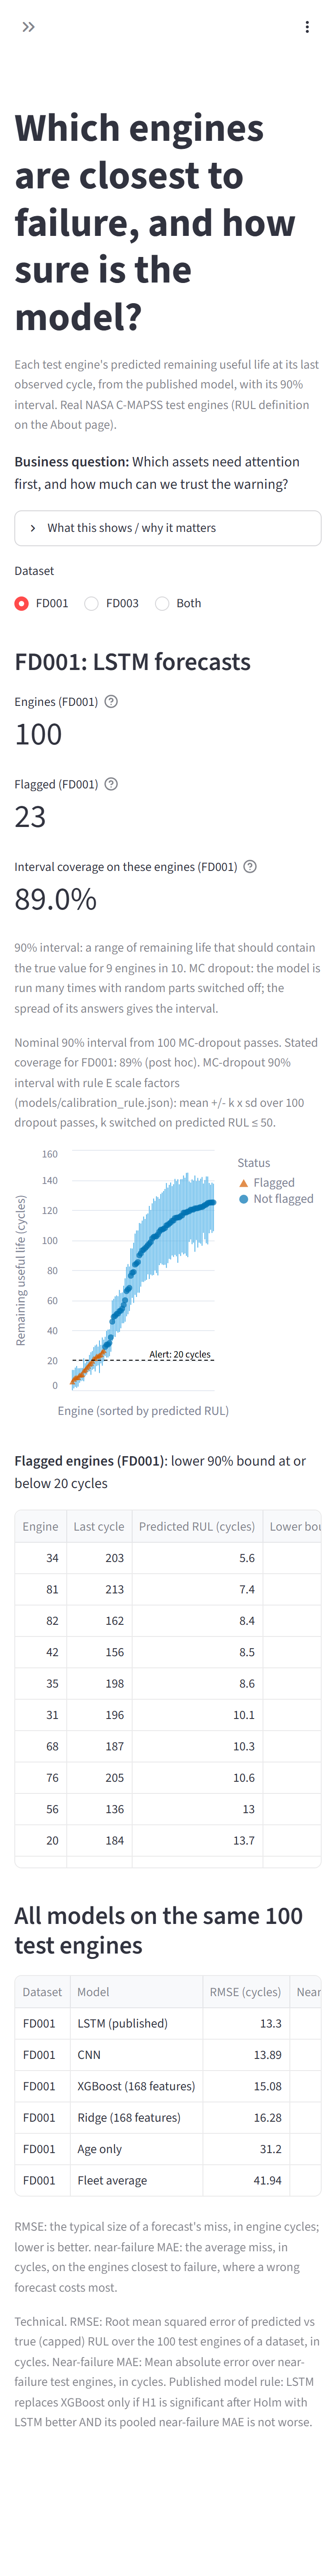 Which engines
are closest to
failure, and how
sure is the
model?
Each test engine's predicted remaining useful life at its last
observed cycle, from the published model, with its 90%
interval. Real NASA C-MAPSS test engines (RUL definition
on the About page).
Business question: Which assets need attention
first, and how much can we trust the warning?
What this shows / why it matters
Dataset
FD001 FD003 Both
FD001: LSTM forecasts
Engines (FD001)
100
Flagged (FD001)
23
Interval coverage on these engines (FD001)
89.0%
90% interval: a range of remaining life that should contain
the true value for 9 engines in 10. MC dropout: the model is
run many times with random parts switched off; the
spread of its answers gives the interval.
Nominal 90% interval from 100 MC-dropout passes. Stated
coverage for FD001: 89% (post hoc). MC-dropout 90%
interval with rule E scale factors
(models/calibration_rule.json): mean +/- k x sd over 100
dropout passes, k switched on predicted RUL ≤ 50.
Remaining useful life (cycles)
160
140
120
100
80
60
40
20
0
Alert: 20 cycles
Engine (sorted by predicted RUL)
Status
Flagged
Not flagged
Flagged engines (FD001): lower 90% bound at or
below 20 cycles
Engine Last cycle Predicted RUL (cycles) Lower bou
34 203 5.6
81 213 7.4
82 162 8.4
42 156 8.5
35 198 8.6
31 196 10.1
68 187 10.3
76 205 10.6
56 136 13
20 184 13.7
All models on the same 100
test engines
Dataset Model RMSE (cycles) Near
FD001 LSTM (published) 13.3
FD001 CNN 13.89
FD001 XGBoost (168 features) 15.08
FD001 Ridge (168 features) 16.28
FD001 Age only 31.2
FD001 Fleet average 41.94
RMSE: the typical size of a forecast's miss, in engine cycles;
lower is better. near-failure MAE: the average miss, in
cycles, on the engines closest to failure, where a wrong
forecast costs most.
Technical. RMSE: Root mean squared error of predicted vs
true (capped) RUL over the 100 test engines of a dataset, in
cycles. Near-failure MAE: Mean absolute error over near-
failure test engines, in cycles. Published model rule: LSTM
replaces XGBoost only if H1 is significant after Holm with
LSTM better AND its pooled near-failure MAE is not worse.